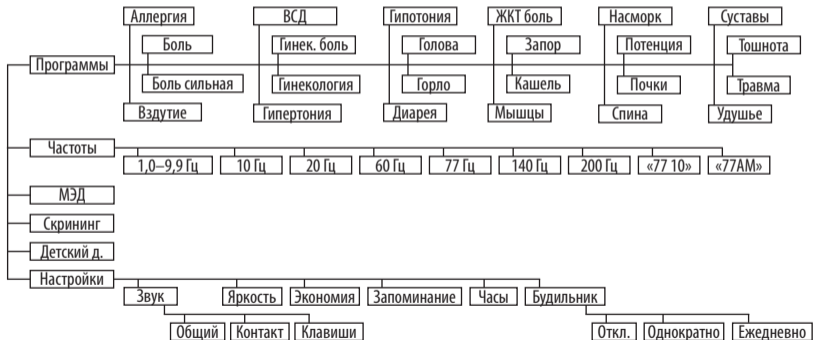 Аллергия ВСД Гипотония ЖКТ боль Насморк Суставы
Боль Гинек. боль Голова Запор Потенция Тошнота
Программы
Боль сильная Гинекология Горло Кашель Почки Травма
Вздутие Гипертония Диарея Мышцы Спина Удушье
Частоты
1,0–9,9 Гц 10 Гц 20 Гц 60 Гц 77 Гц 140 Гц 200 Гц «77 10» «77АМ»
МЭД
Скрининг
Детский д.
Настройки
Звук Яркость Экономия Запоминание Часы Будильник
Общий Контакт Клавиши Откл. Однократно Ежедневно